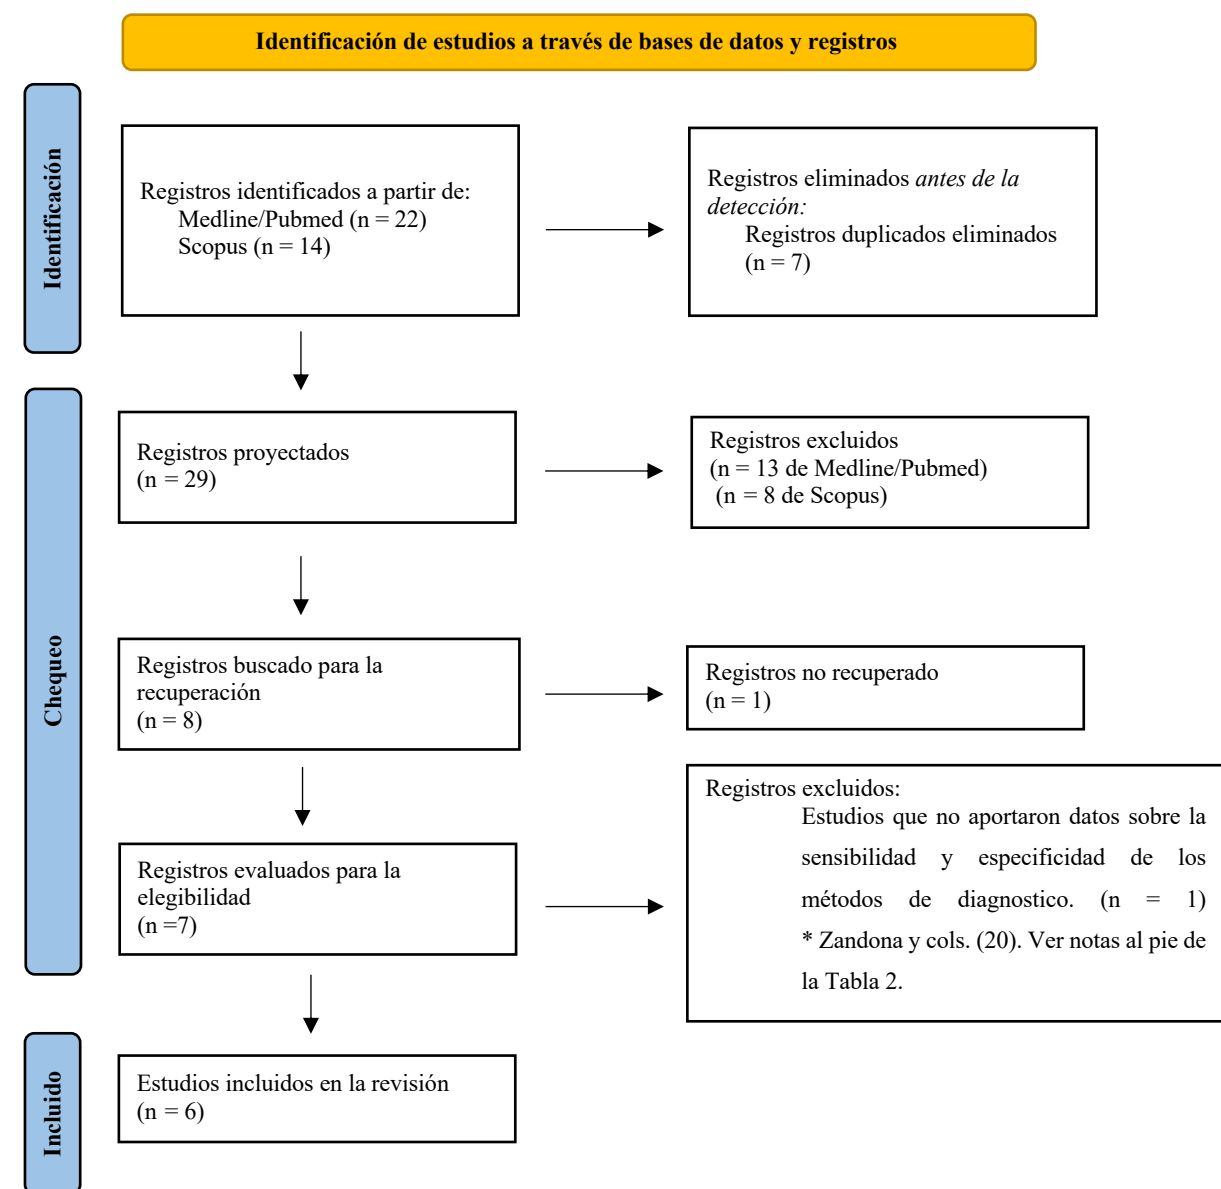 Identificación de estudios a través de bases de datos y registros
Identificación
Registros identificados a partir de:
Medline/Pubmed (n = 22)
Scopus (n = 14)
Registros eliminados antes de la
detección:
Registros duplicados eliminados
(n = 7)
Chequeo
Registros proyectados
(n = 29)
Registros excluidos
(n = 13 de Medline/Pubmed)
(n = 8 de Scopus)
Registros buscado para la
recuperación
(n = 8)
Registros no recuperado
(n = 1)
Registros evaluados para la
elegibilidad
(n =7)
Registros excluidos:
Estudios que no aportaron datos sobre la
sensibilidad y especificidad de los
métodos de diagnostico. (n = 1)
* Zandona y cols. (20). Ver notas al pie de
la Tabla 2.
Incluido
Estudios incluidos en la revisión
(n = 6)